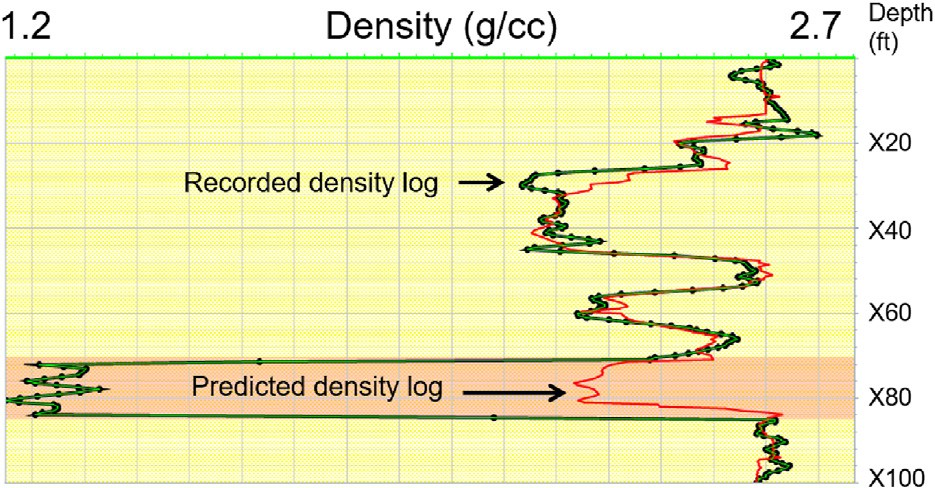 1.2 Density (g/cc) 2.7 Depth
(ft)
X20
Recorded density log
X40
X60
Predicted density log
X80
X100